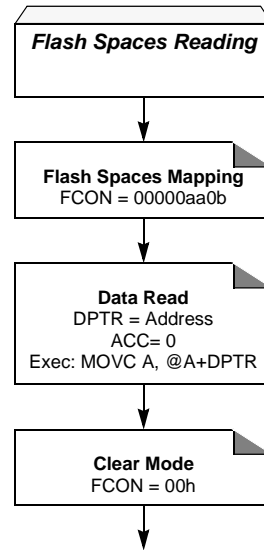 Flash Spaces Reading
Flash Spaces Mapping
FCON = 00000aa0b
Data Read
DPTR = Address
ACC= 0
Exec: MOVC A, @A+DPTR
Clear Mode
FCON = 00h